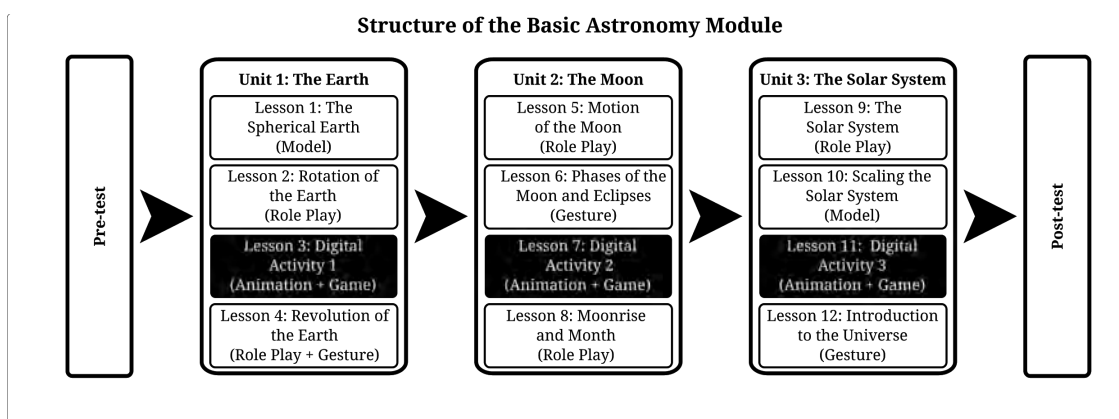 Structure of the Basic Astronomy Module
Pre-test
Unit 1: The Earth
Lesson 1: The
Spherical Earth
(Model)
Lesson 2: Rotation of
the Earth
(Role Play)
Lesson 3: Digital
Activity 1
(Animation + Game)
Lesson 4: Revolution of
the Earth
(Role Play + Gesture)
Unit 2: The Moon
Lesson 5: Motion
of the Moon
(Role Play)
Lesson 6: Phases of the
Moon and Eclipses
(Gesture)
Lesson 7: Digital
Activity 2
(Animation + Game)
Lesson 8: Moonrise
and Month
(Role Play)
Unit 3: The Solar System
Lesson 9: The
Solar System
(Role Play)
Lesson 10: Scaling the
Solar System
(Model)
Lesson 11: Digital
Activity 3
(Animation + Game)
Lesson 12: Introduction
to the Universe
(Gesture)
Post-test